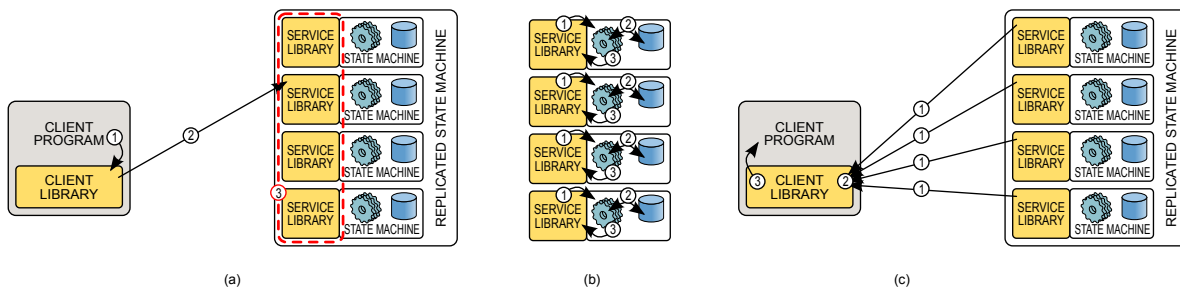 CLIENT
PROGRAM
1
CLIENT
LIBRARY
2
3
SERVICE
LIBRARY
STATE MACHINE
SERVICE
LIBRARY
STATE MACHINE
SERVICE
LIBRARY
STATE MACHINE
SERVICE
LIBRARY
STATE MACHINE
REPLICATED STATE MACHINE
(a)
1
2
SERVICE
LIBRARY
3
1
2
SERVICE
LIBRARY
3
1
2
SERVICE
LIBRARY
3
1
2
SERVICE
LIBRARY
3
(b)
CLIENT
PROGRAM
3
CLIENT
LIBRARY
2
1
1
1
1
SERVICE
LIBRARY
STATE MACHINE
SERVICE
LIBRARY
STATE MACHINE
SERVICE
LIBRARY
STATE MACHINE
SERVICE
LIBRARY
STATE MACHINE
REPLICATED STATE MACHINE
(c)